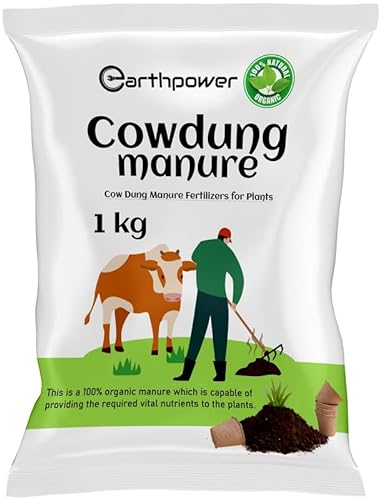 earthpower
100% NATURAL
ORGANIC
Cowdung
manure
Cow Dung Manure Fertilizers for Plants
1 kg
This is a 100% organic manure which is capable of
providing the required vital nutrients to the plants.